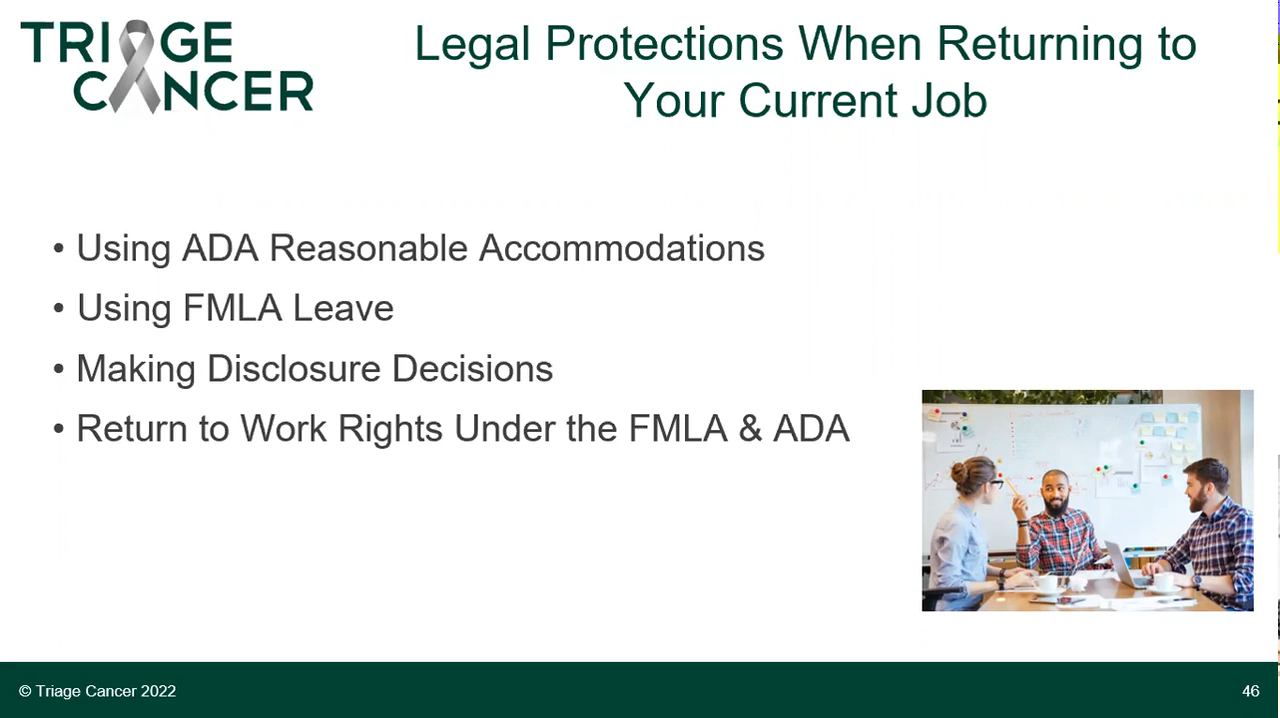 TRIAGE
CANCER
Legal Protections When Returning to
Your Current Job
• Using ADA Reasonable Accommodations
• Using FMLA Leave
• Making Disclosure Decisions
• Return to Work Rights Under the FMLA & ADA
© Triage Cancer 2022
46